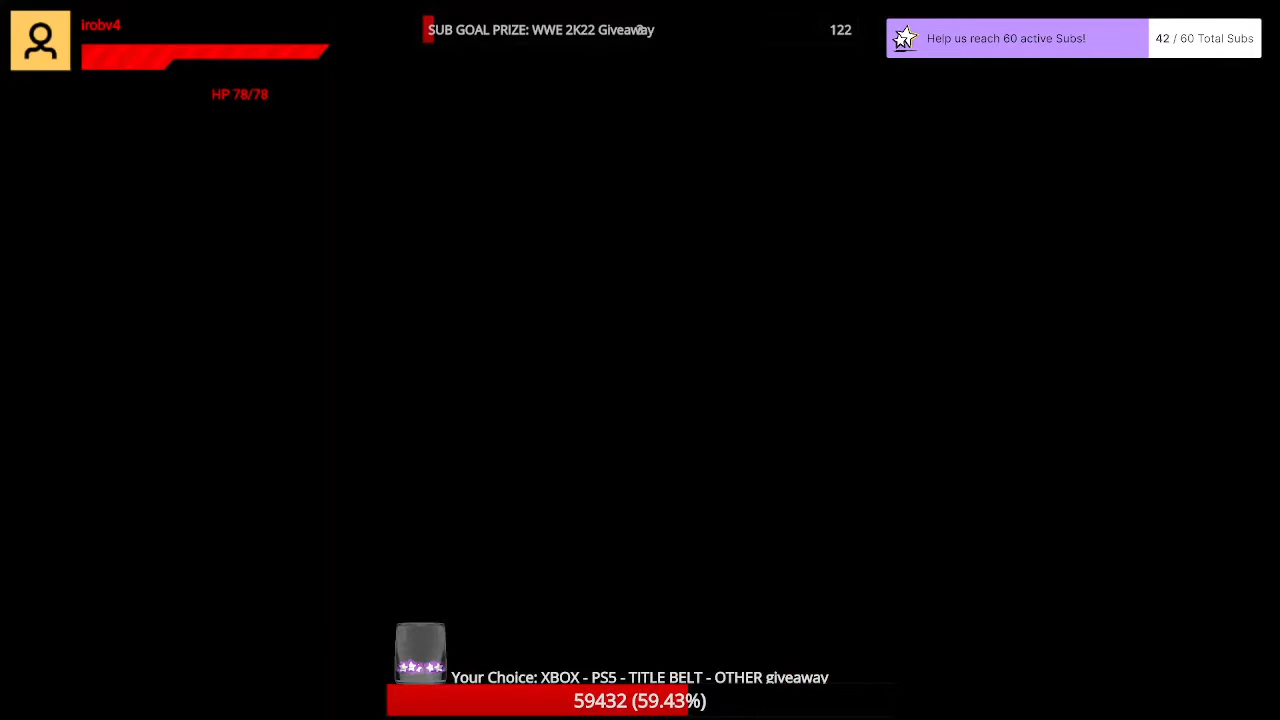 irobv4
HP 78/78
SUB GOAL PRIZE: WWE 2K22 Giveaway
122
Help us reach 60 active Subs!
42 / 60 Total Subs
Your Choice: XBOX - PS5 - TITLE BELT - OTHER giveaway
59432 (59.43%)